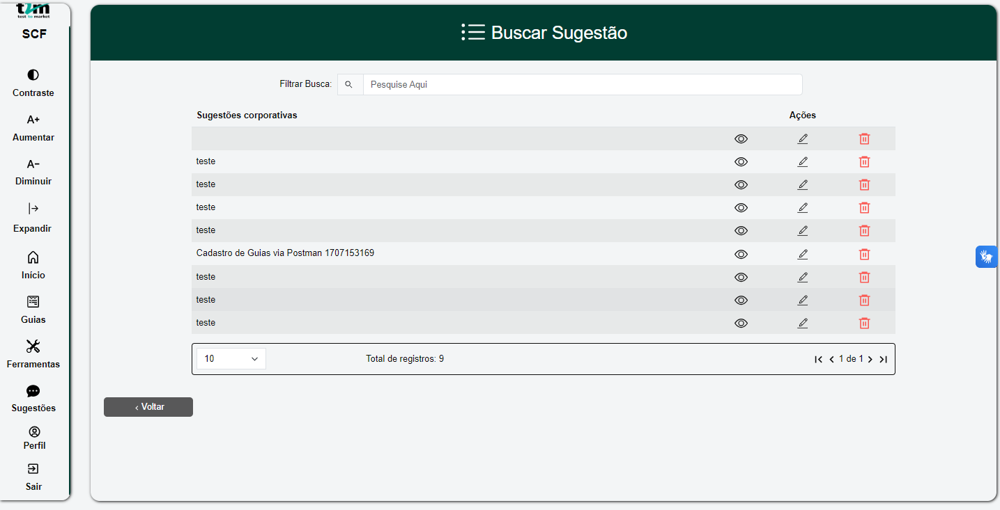 t2m
test to market
SCF
Contraste
A+
Aumentar
A-
Diminuir
Expandir
Início
Guias
Ferramentas
Sugestões
Perfil
Sair
Buscar Sugestão
Filtrar Busca: Pesquise Aqui
Sugestões corporativas Ações
teste
teste
teste
teste
Cadastro de Guias via Postman 1707153169
teste
teste
teste
10 Total de registros: 9 1 de 1
‹ Voltar